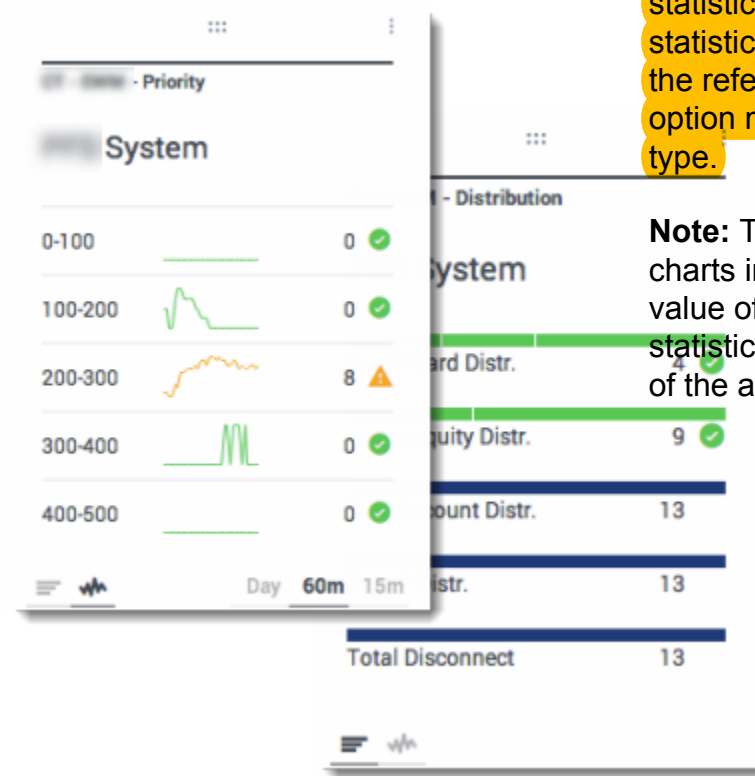 - Priority
System
0-100 0
100-200 0
200-300 8
300-400 0
400-500 0
Day 60m 15m
- Distribution
ystem
ard Distr. 4
quity Distr. 9
ount Distr. 13
istr. 13
Total Disconnect 13
statistic
statistic
the refe
option
type.
Note: T
charts i
value of
statistic
of the a